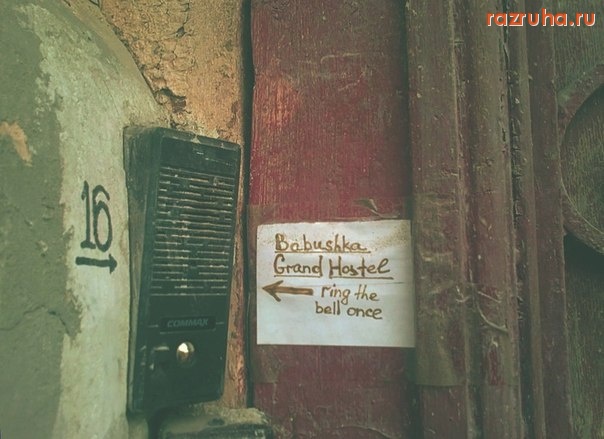 razruha.ru
16
Babushka
Grand Hostel
ring the
bell once
COMMAX